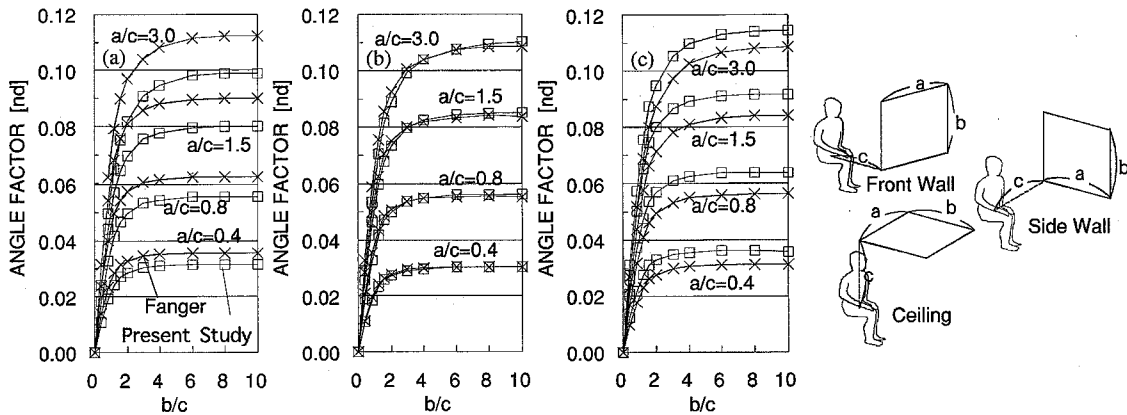 ANGLE FACTOR [nd]
0.12
0.10
0.08
0.06
0.04
0.02
0.00
a/c=3.0
(a)
a/c=1.5
a/c=0.8
a/c=0.4
Fanger
Present Study
0 2 4 6 8 10
b/c
ANGLE FACTOR [nd]
0.12
0.10
0.08
0.06
0.04
0.02
0.00
a/c=3.0
(b)
a/c=1.5
a/c=0.8
a/c=0.4
0 2 4 6 8 10
b/c
ANGLE FACTOR [nd]
0.12
0.10
0.08
0.06
0.04
0.02
0.00
(c)
a/c=3.0
a/c=1.5
a/c=0.8
a/c=0.4
0 2 4 6 8 10
b/c
a
b
c
Front Wall
a
b
c
Side Wall
a
b
c
Ceiling